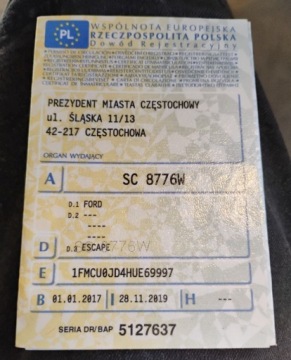 PL
WSPÓLNOTA EUROPEJSKA
RZECZPOSPOLITA POLSKA
Dowód Rejestracyjny
PREZYDENT MIASTA CZĘSTOCHOWY
ul. ŚLĄSKA 11/13
42-217 CZĘSTOCHOWA
ORGAN WYDAJĄCY
A SC 8776W
D.1 FORD
D.2 ---
----
----
D D.3 ESCAPE
E 1FMCU0JD4HUE69997
B 01.01.2017 I 28.11.2019 H ---
SERIA DR/BAP 5127637